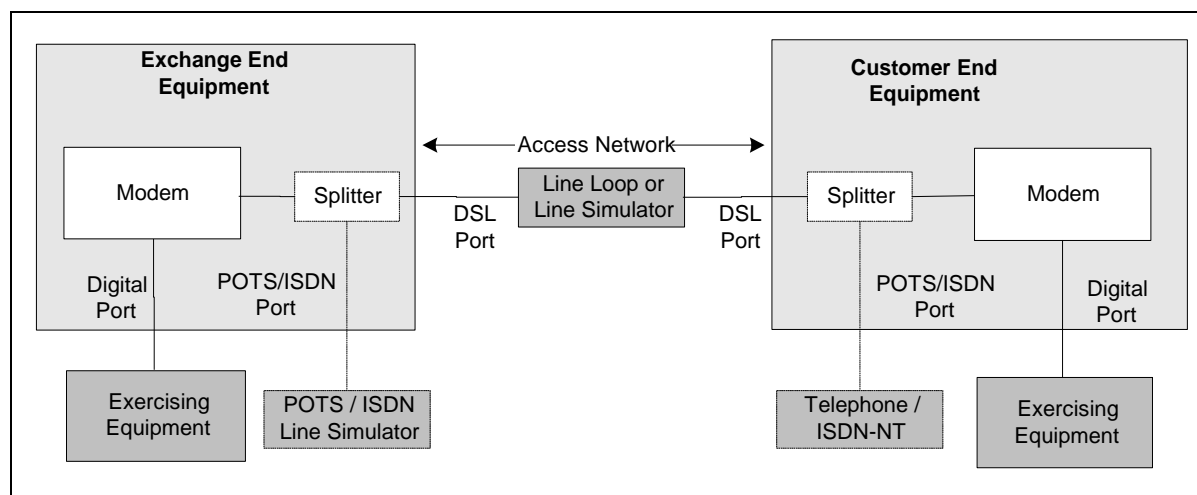 Exchange End
Equipment
Customer End
Equipment
Access Network
Modem
Splitter
Line Loop or
Line Simulator
Splitter
Modem
DSL
Port
DSL
Port
Digital
Port
POTS/ISDN
Port
POTS/ISDN
Port
Digital
Port
Exercising
Equipment
POTS / ISDN
Line Simulator
Telephone /
ISDN-NT
Exercising
Equipment